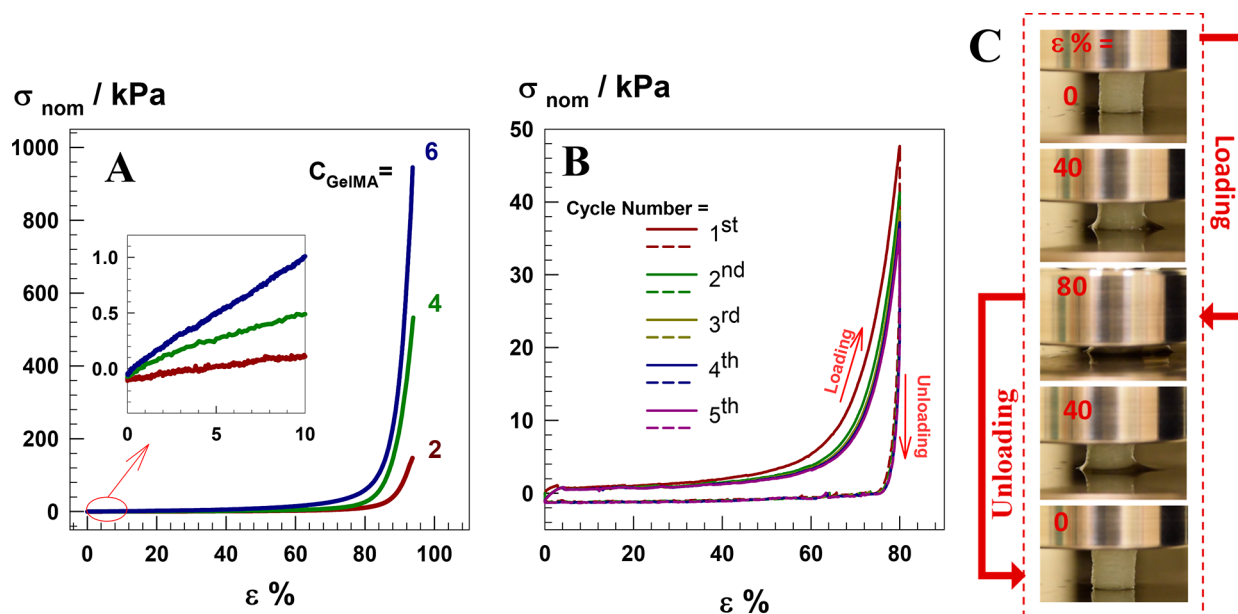 σ nom / kPa
A
C GelMA =
6
4
2
1000
800
600
400
200
0
1.0
0.5
0.0
0 5 10
0 20 40 60 80 100
ε %
σ nom / kPa
B
50
40
30
20
10
0
Cycle Number =
1st
2nd
3rd
4th
5th
Loading
Unloading
0 20 40 60 80
ε %
C
ε % =
0
40
80
40
0
Loading
Unloading